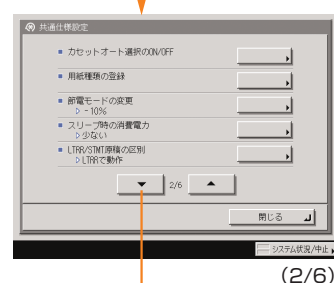 共通仕様設定
カセットオート選択のON/OFF
用紙種類の登録
節電モードの変更
-10%
スリープ時の消費電力
少ない
LTRR/STMT原稿の区別
LTRRで動作
2/6
閉じる
システム状況/中止
(2/6)